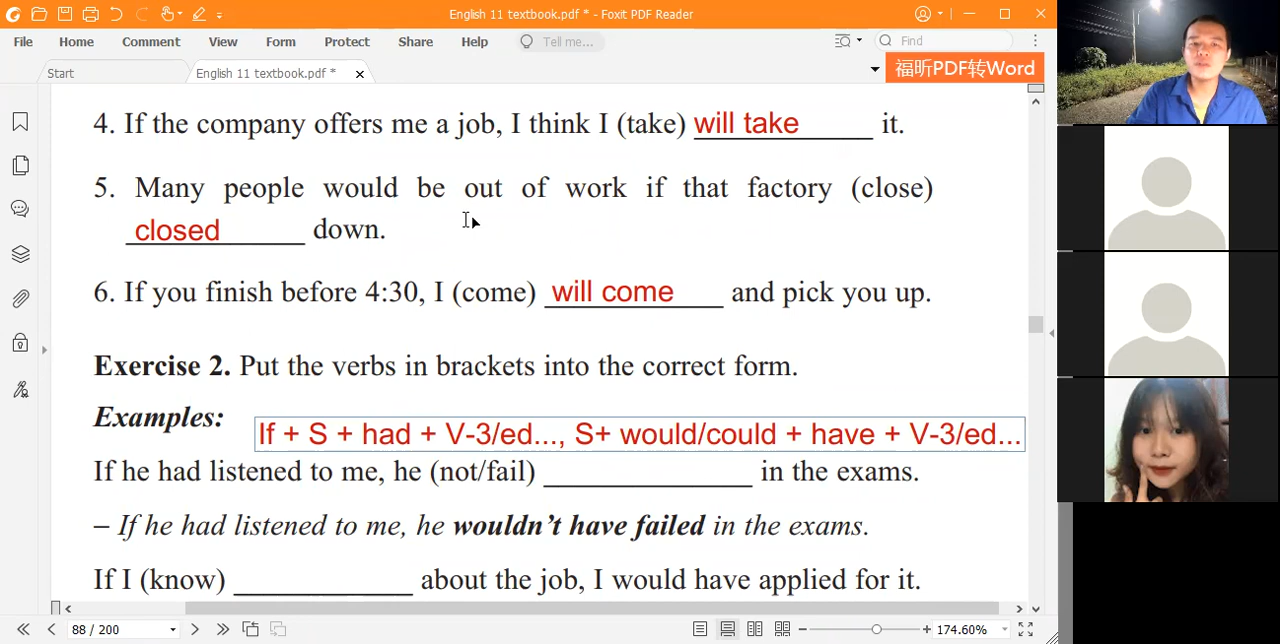 English 11 textbook.pdf * - Foxit PDF Reader
File Home Comment View Form Protect Share Help Tell me... Find
Start English 11 textbook.pdf * 福昕PDF转Word
4. If the company offers me a job, I think I (take) will take it.
5. Many people would be out of work if that factory (close)
closed down.
6. If you finish before 4:30, I (come) will come and pick you up.
Exercise 2. Put the verbs in brackets into the correct form.
Examples:
If + S + had + V-3/ed..., S+ would/could + have + V-3/ed...
If he had listened to me, he (not/fail) ______________ in the exams.
– If he had listened to me, he wouldn't have failed in the exams.
If I (know) ____________ about the job, I would have applied for it.
88 / 200 174.60%